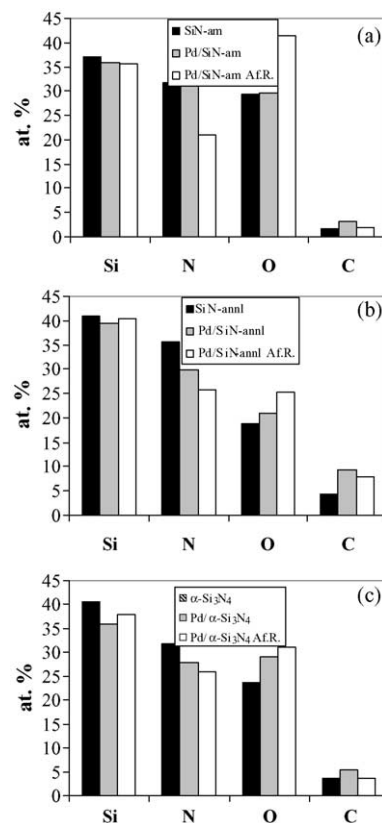 45
40
35
30
25
20
15
10
5
0
at. %
SiN-am
Pd/SiN-am
Pd/SiN-am Af.R.
(a)
Si N O C
45
40
35
30
25
20
15
10
5
0
at. %
SiN-annl
Pd/SiN-annl
Pd/SiN-annl Af.R.
(b)
Si N O C
45
40
35
30
25
20
15
10
5
0
at. %
α-Si₃N₄
Pd/α-Si₃N₄
Pd/α-Si₃N₄ Af.R.
(c)
Si N O C